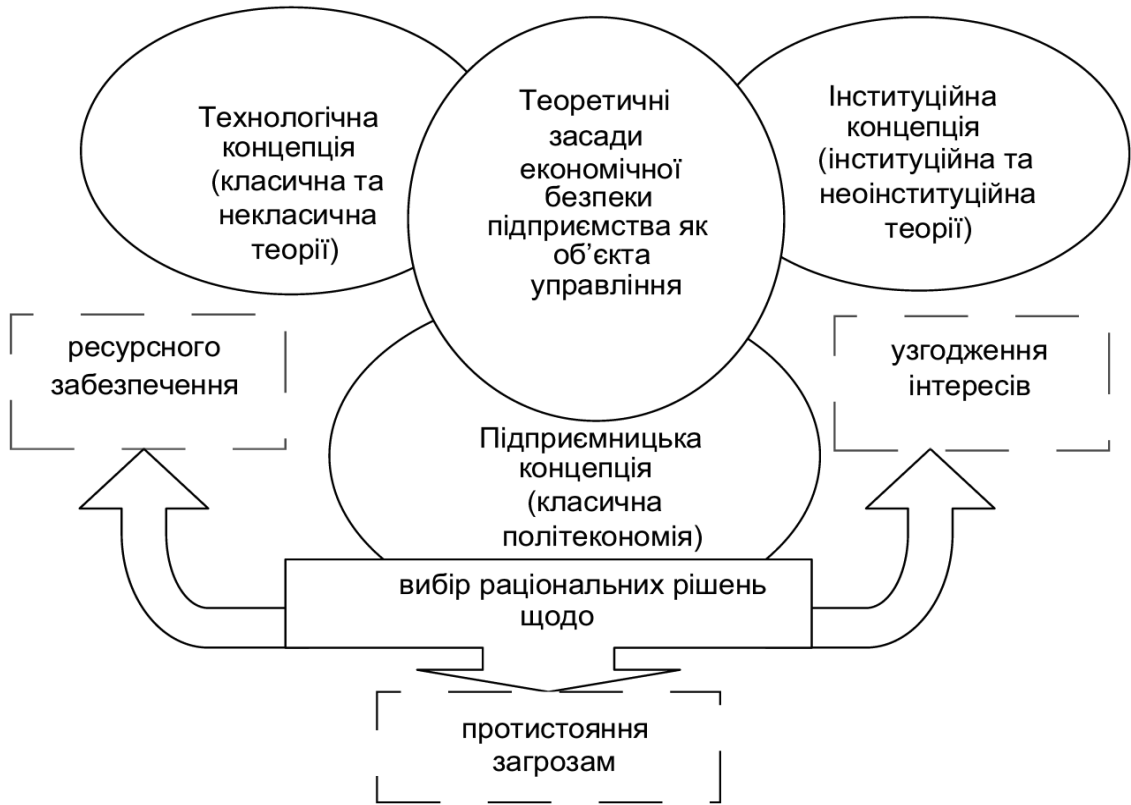 Технологічна
концепція
(класична та
некласична
теорії)
Теоретичні
засади
економічної
безпеки
підприємства як
об’єкта
управління
Інституційна
концепція
(інституційна та
неоінституційна
теорії)
ресурсного
забезпечення
узгодження
інтересів
Підприємницька
концепція
(класична
політекономія)
вибір раціональних рішень
щодо
протистояння
загрозам